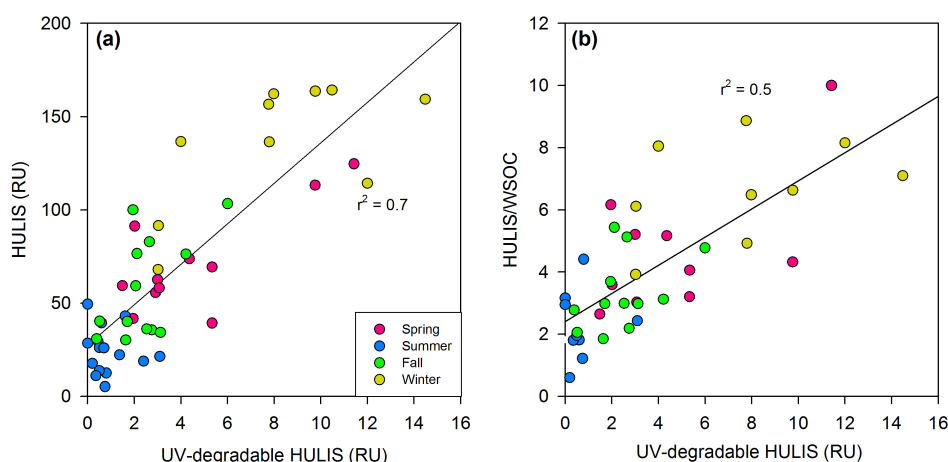 (a)
HULIS (RU)
200
150
100
50
0
r² = 0.7
Spring
Summer
Fall
Winter
0 2 4 6 8 10 12 14 16
UV-degradable HULIS (RU)
(b)
HULIS/WSOC
12
10
8
6
4
2
0
r² = 0.5
0 2 4 6 8 10 12 14 16
UV-degradable HULIS (RU)